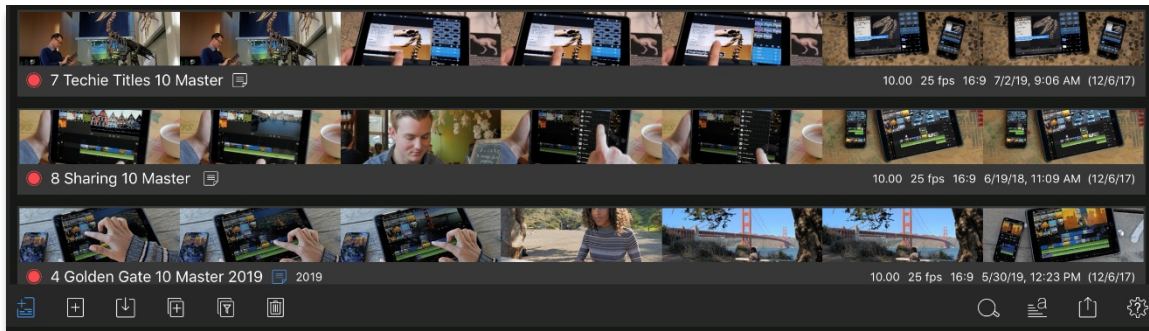 7 Techie Titles 10 Master 10.00 25 fps 16:9 7/2/19, 9:06 AM (12/6/17)
8 Sharing 10 Master 10.00 25 fps 16:9 6/19/18, 11:09 AM (12/6/17)
4 Golden Gate 10 Master 2019 2019 10.00 25 fps 16:9 5/30/19, 12:23 PM (12/6/17)
a
?